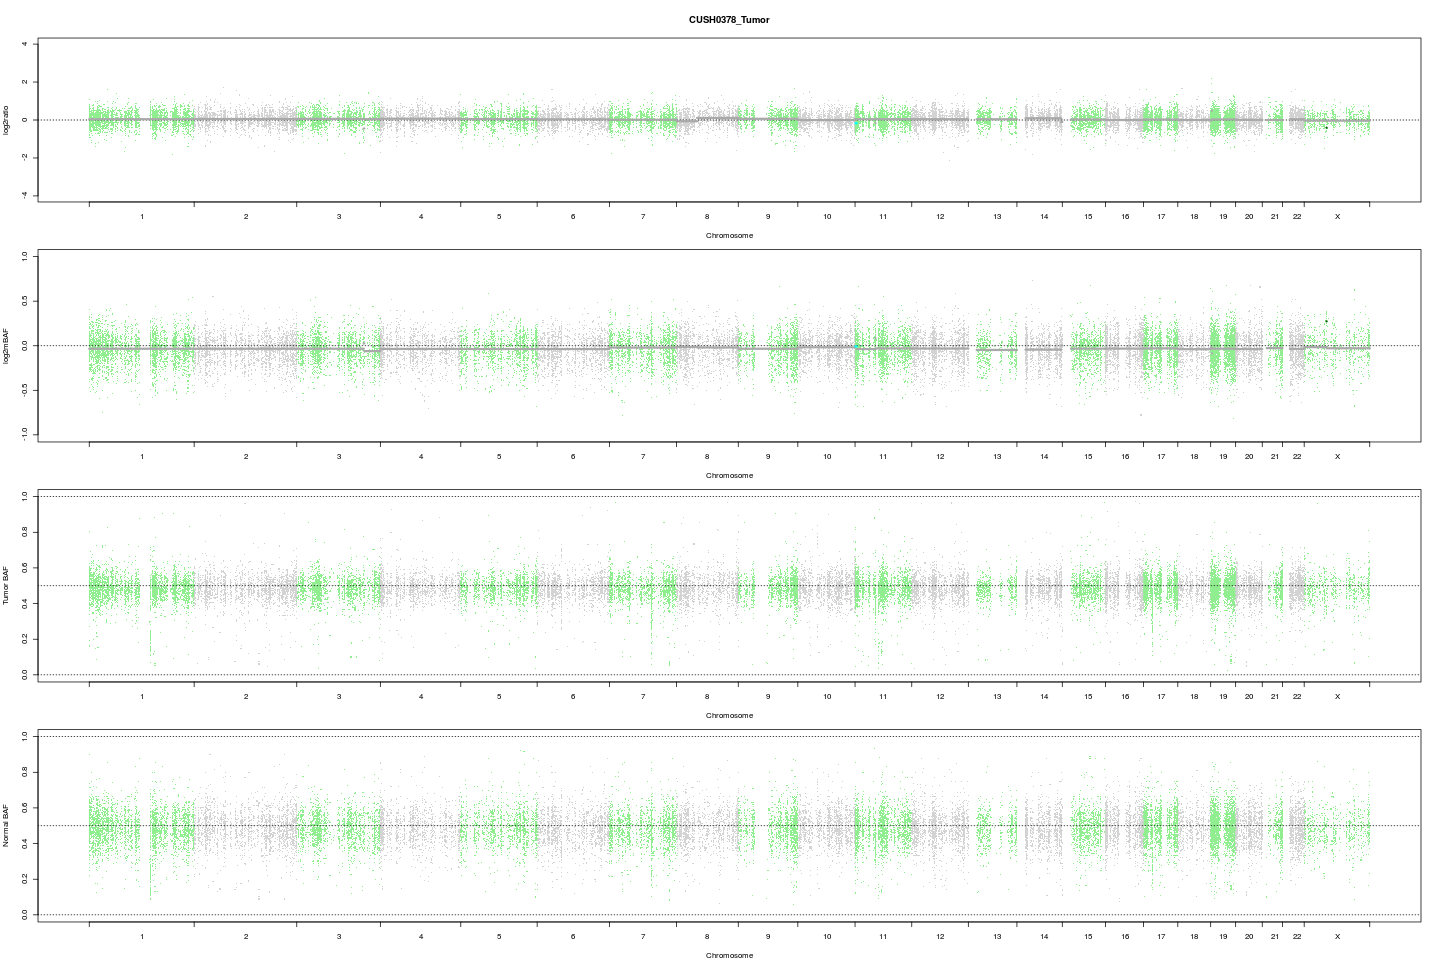 CUSH0378_Tumor
log2ratio
4
2
0
-2
-4
1 2 3 4 5 6 7 8 9 10 11 12 13 14 15 16 17 18 19 20 21 22 X
Chromosome
log2mBAF
1.0
0.5
0.0
-0.5
-1.0
1 2 3 4 5 6 7 8 9 10 11 12 13 14 15 16 17 18 19 20 21 22 X
Chromosome
Tumor BAF
1.0
0.8
0.6
0.4
0.2
0.0
1 2 3 4 5 6 7 8 9 10 11 12 13 14 15 16 17 18 19 20 21 22 X
Chromosome
Normal BAF
1.0
0.8
0.6
0.4
0.2
0.0
1 2 3 4 5 6 7 8 9 10 11 12 13 14 15 16 17 18 19 20 21 22 X
Chromosome